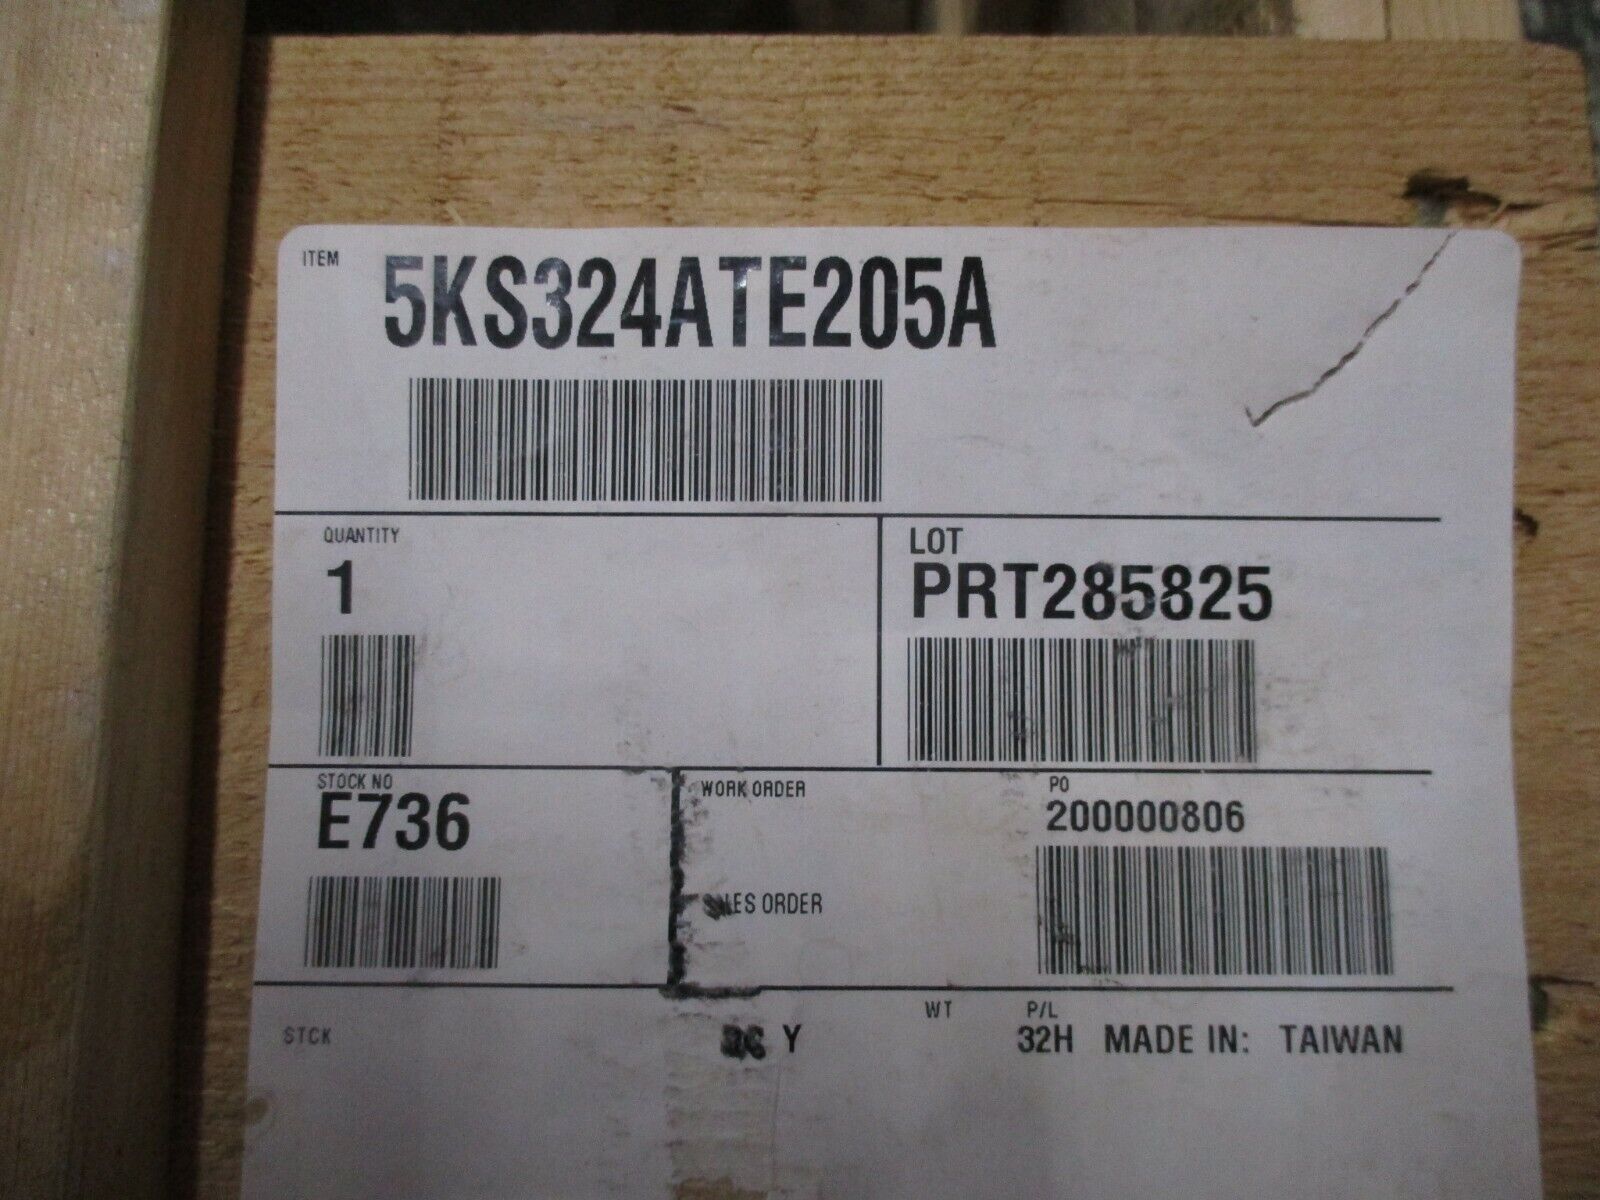 ITEM
5KS324ATE205A
QUANTITY
1
LOT
PRT285825
STOCK NO
E736
WORK ORDER
PO
200000806
SALES ORDER
STCK
Y
WT
P/L
32H MADE IN: TAIWAN